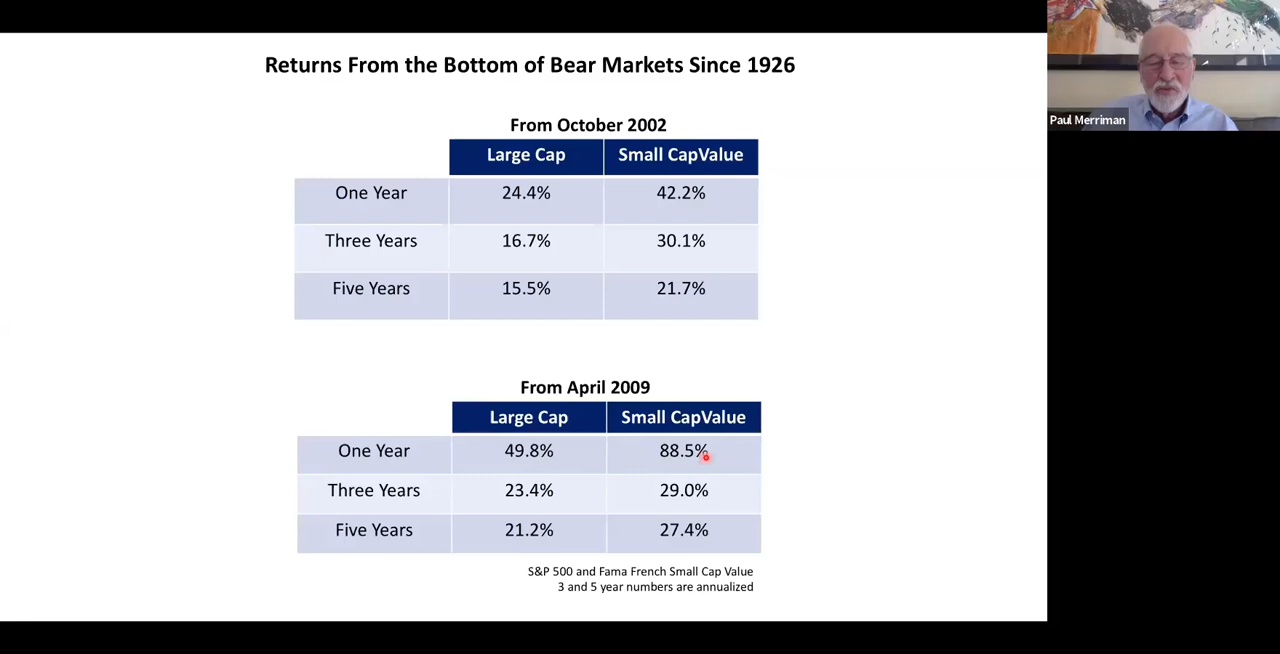 Returns From the Bottom of Bear Markets Since 1926
Paul Merriman
From October 2002
Large Cap Small CapValue
One Year 24.4% 42.2%
Three Years 16.7% 30.1%
Five Years 15.5% 21.7%
From April 2009
Large Cap Small CapValue
One Year 49.8% 88.5%
Three Years 23.4% 29.0%
Five Years 21.2% 27.4%
S&P 500 and Fama French Small Cap Value
3 and 5 year numbers are annualized